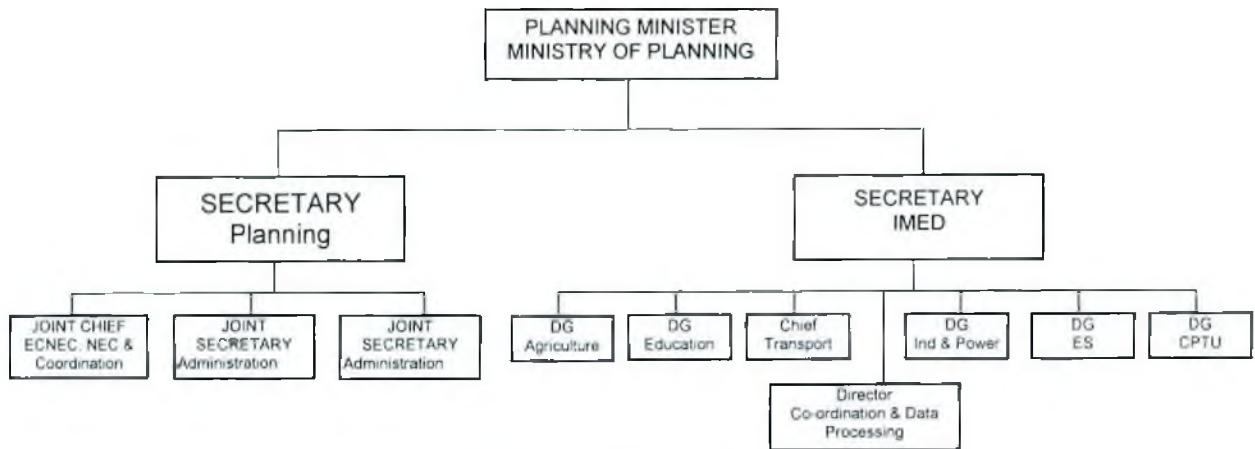 PLANNING MINISTER
MINISTRY OF PLANNING
SECRETARY
Planning
SECRETARY
IMED
JOINT CHIEF
ECNEC. NEC &
Coordination
JOINT
SECRETARY
Administration
JOINT
SECRETARY
Administration
DG
Agriculture
DG
Education
Chief
Transport
DG
Ind & Power
DG
ES
DG
CPTU
Director
Co-ordination & Data
Processing